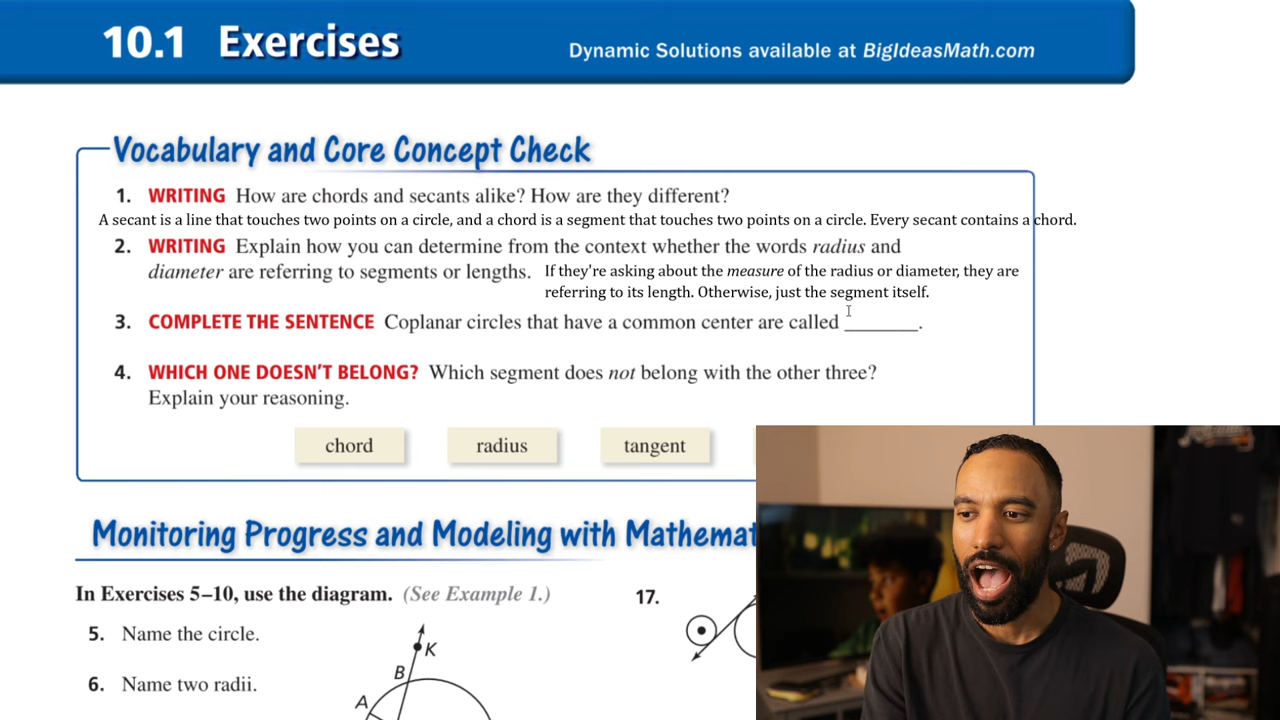 10.1 Exercises
Dynamic Solutions available at BigIdeasMath.com
Vocabulary and Core Concept Check
1. WRITING How are chords and secants alike? How are they different?
A secant is a line that touches two points on a circle, and a chord is a segment that touches two points on a circle. Every secant contains a chord.
2. WRITING Explain how you can determine from the context whether the words radius and
diameter are referring to segments or lengths. If they're asking about the measure of the radius or diameter, they are
referring to its length. Otherwise, just the segment itself.
3. COMPLETE THE SENTENCE Coplanar circles that have a common center are called _______.
4. WHICH ONE DOESN'T BELONG? Which segment does not belong with the other three?
Explain your reasoning.
chord radius tangent
Monitoring Progress and Modeling with
In Exercises 5–10, use the diagram. (See Example 1.)
17.
5. Name the circle.
K
B
6. Name two radii.
A